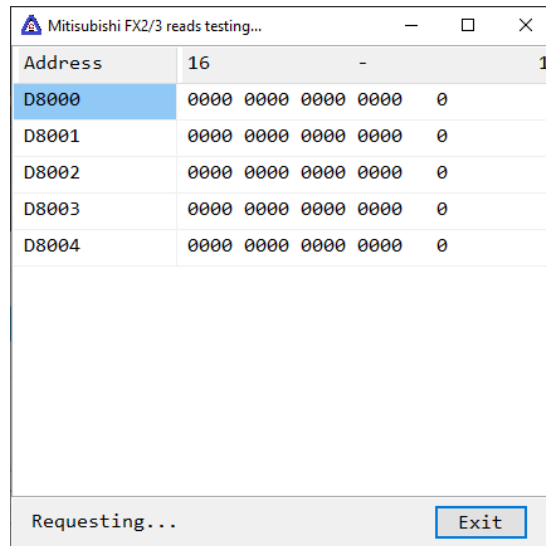 Mitisubishi FX2/3 reads testing...
Address 16 - 1
D8000 0000 0000 0000 0000 0
D8001 0000 0000 0000 0000 0
D8002 0000 0000 0000 0000 0
D8003 0000 0000 0000 0000 0
D8004 0000 0000 0000 0000 0
Requesting... Exit